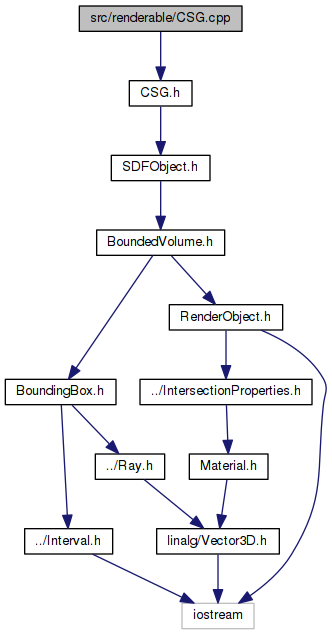 src/renderable/CSG.cpp
CSG.h
SDFObject.h
BoundedVolume.h
RenderObject.h
BoundingBox.h
../IntersectionProperties.h
../Ray.h
Material.h
../Interval.h
linalg/Vector3D.h
iostream